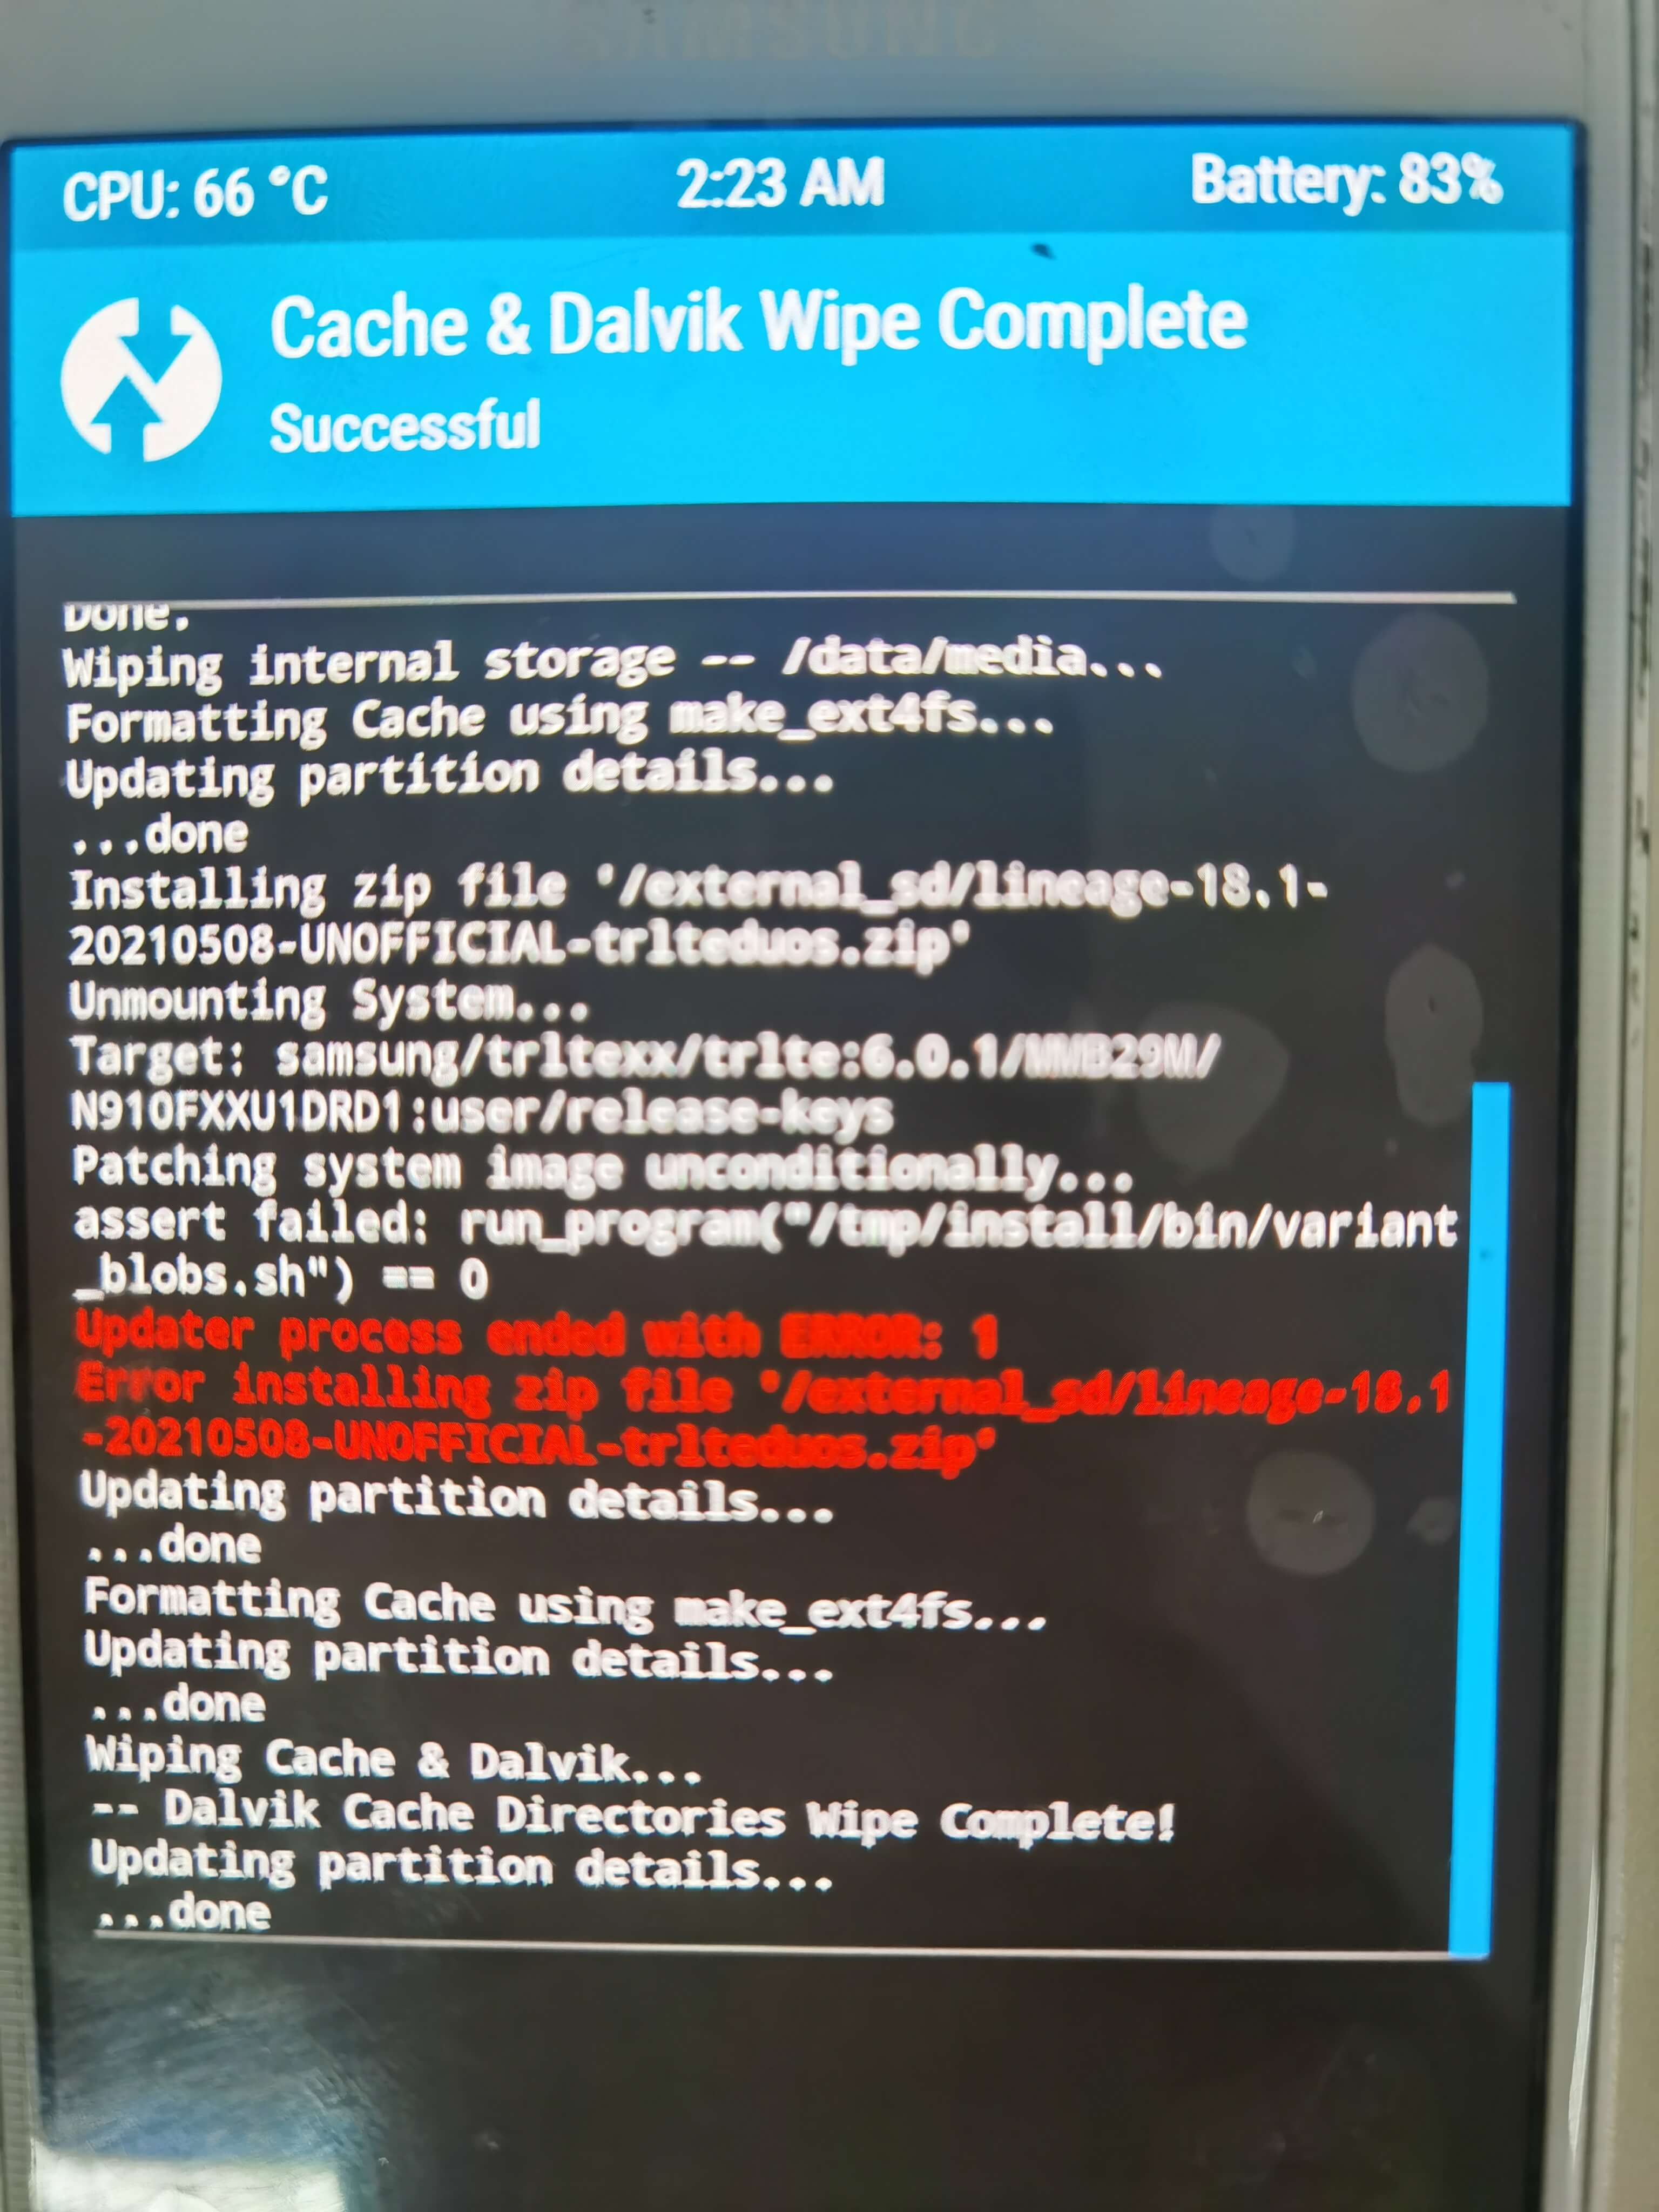 SAMSUNG
CPU: 66 °C
2:23 AM
Battery: 83%
Cache & Dalvik Wipe Complete
Successful
Done.
Wiping internal storage -- /data/media...
Formatting Cache using make_ext4fs...
Updating partition details...
...done
Installing zip file '/external_sd/lineage-18.1-
20210508-UNOFFICIAL-trlteduos.zip'
Unmounting System...
Target: samsung/trltexx/trlte:6.0.1/MMB29M/
N910FXXU1DRD1:user/release-keys
Patching system image unconditionally...
assert failed: run_program("/tmp/install/bin/variant
_blobs.sh") == 0
Updater process ended with ERROR: 1
Error installing zip file '/external_sd/lineage-18.1
-20210508-UNOFFICIAL-trlteduos.zip'
Updating partition details...
...done
Formatting Cache using make_ext4fs...
Updating partition details...
...done
Wiping Cache & Dalvik...
-- Dalvik Cache Directories Wipe Complete!
Updating partition details...
...done